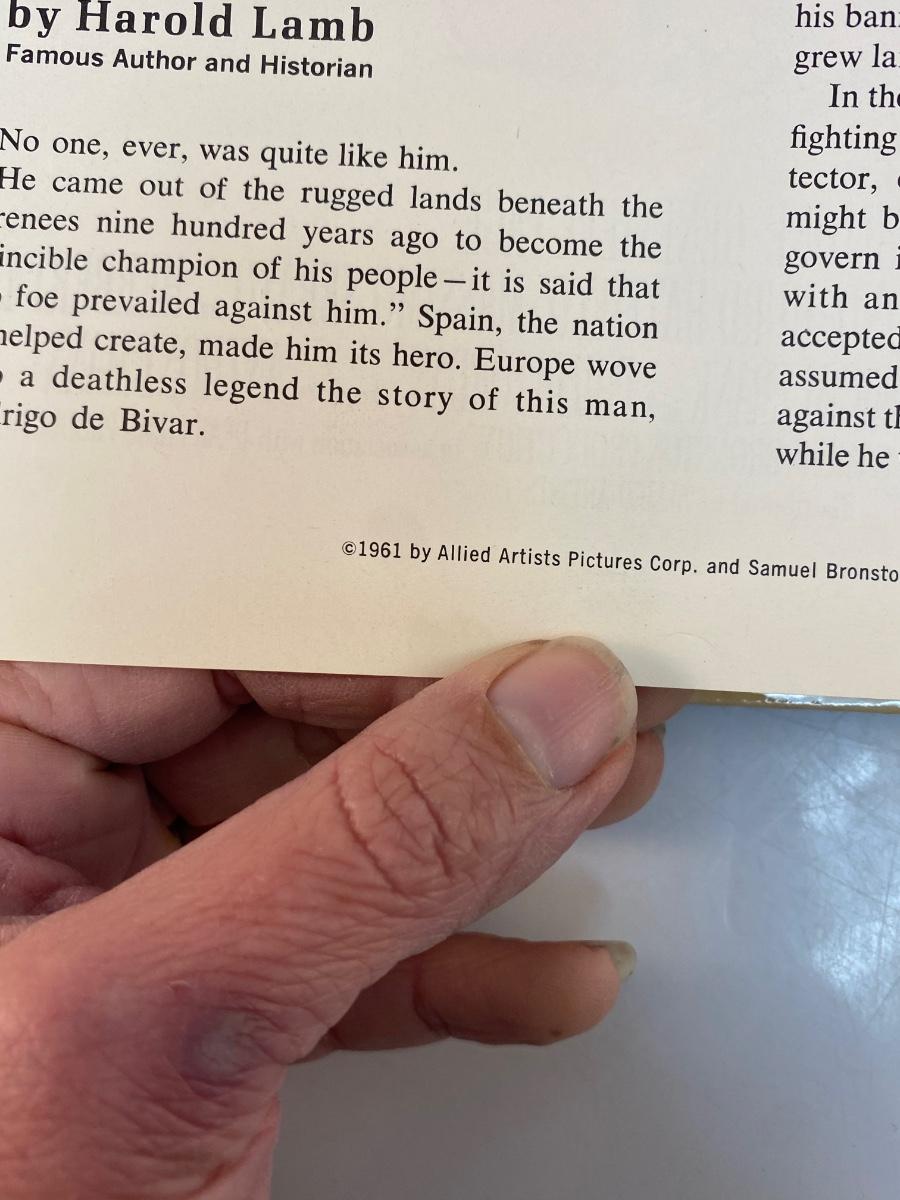 by Harold Lamb
Famous Author and Historian
No one, ever, was quite like him.
He came out of the rugged lands beneath the
renees nine hundred years ago to become the
incible champion of his people—it is said that
foe prevailed against him.” Spain, the nation
helped create, made him its hero. Europe wove
a deathless legend the story of this man,
rigo de Bivar.
his ban
grew la
In the
fighting
tector,
might b
govern i
with an
accepted
assumed
against th
while he
©1961 by Allied Artists Pictures Corp. and Samuel Bronsto